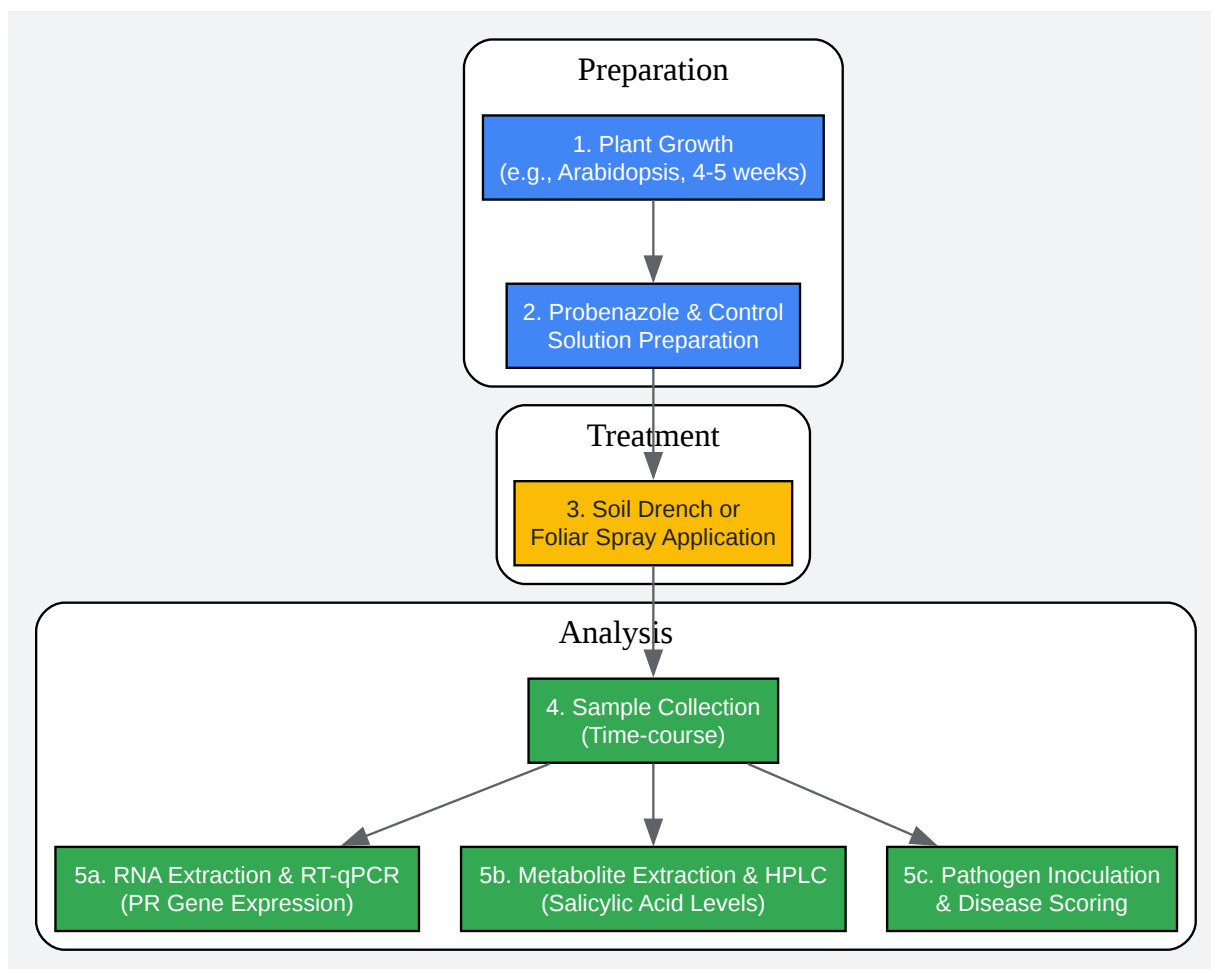 Preparation
1. Plant Growth
(e.g., Arabidopsis, 4-5 weeks)
2. Probenazole & Control
Solution Preparation
Treatment
3. Soil Drench or
Foliar Spray Application
Analysis
4. Sample Collection
(Time-course)
5a. RNA Extraction & RT-qPCR
(PR Gene Expression)
5b. Metabolite Extraction & HPLC
(Salicylic Acid Levels)
5c. Pathogen Inoculation
& Disease Scoring